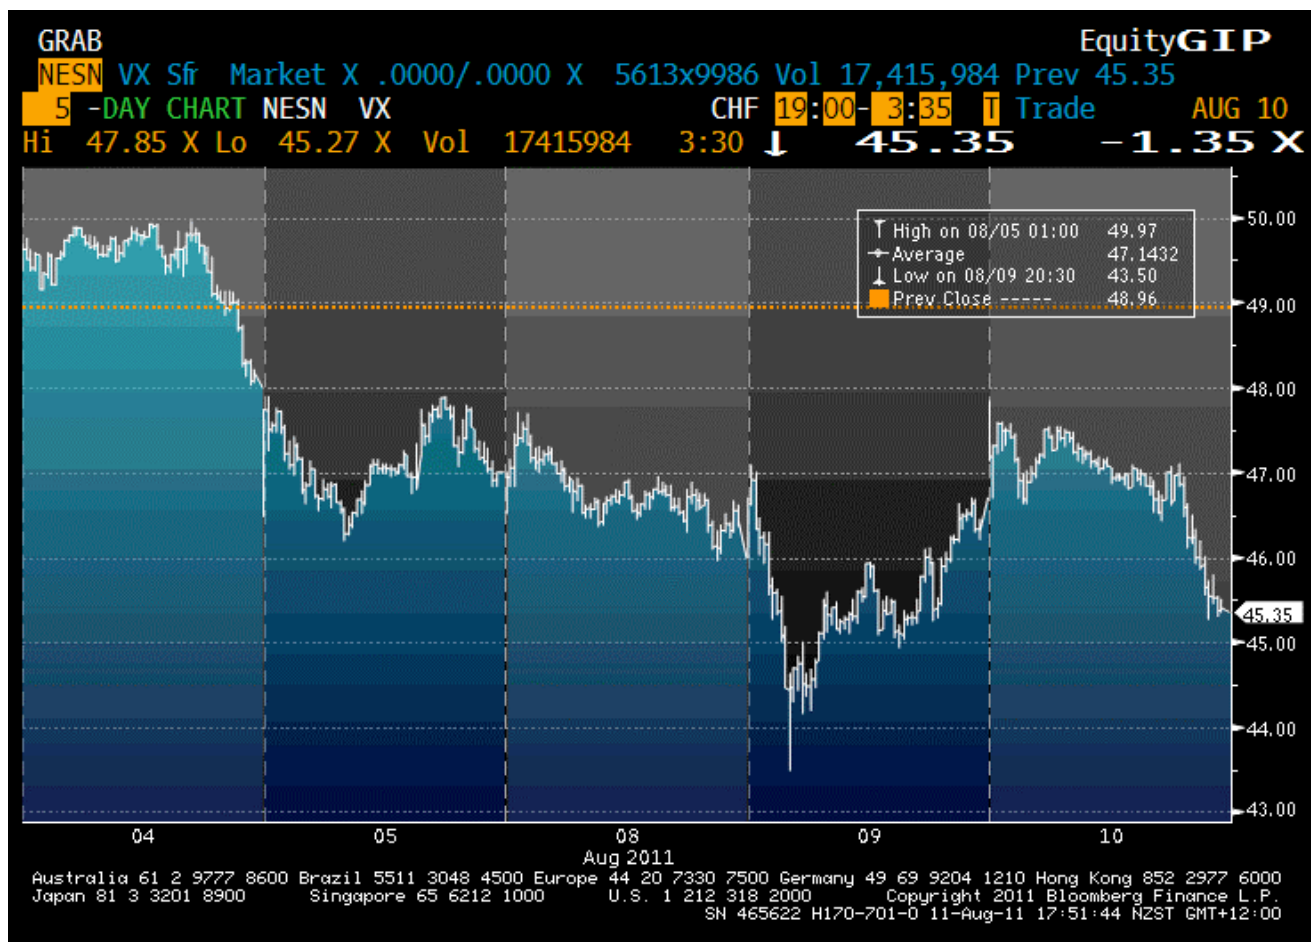 GRAB EquityGIP
NESN VX Sfr Market X .0000/.0000 X 5613x9986 Vol 17,415,984 Prev 45.35
5 -DAY CHART NESN VX CHF 19:00- 3:35 T Trade AUG 10
Hi 47.85 X Lo 45.27 X Vol 17415984 3:30 ↓ 45.35 -1.35 X
High on 08/05 01:00 49.97
Average 47.1432
Low on 08/09 20:30 43.50
Prev Close ----- 48.96
50.00
49.00
48.00
47.00
46.00
45.35
45.00
44.00
43.00
04 05 08 09 10
Aug 2011
Australia 61 2 9777 8600 Brazil 5511 3048 4500 Europe 44 20 7330 7500 Germany 49 69 9204 1210 Hong Kong 852 2977 6000
Japan 81 3 3201 8900 Singapore 65 6212 1000 U.S. 1 212 318 2000 Copyright 2011 Bloomberg Finance L.P.
SN 465622 H170-701-0 11-Aug-11 17:51:44 NZST GMT+12:00